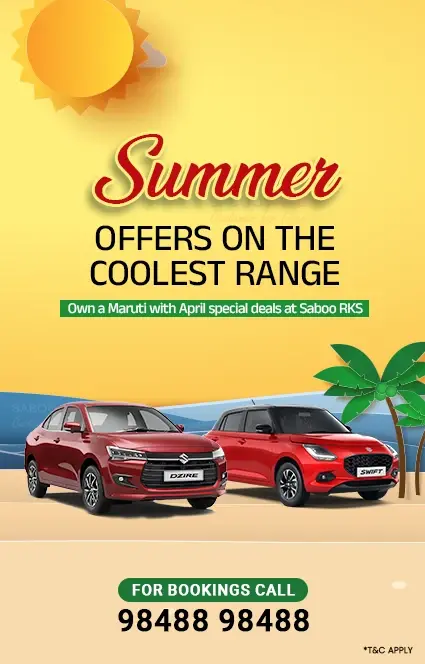 Summer
OFFERS ON THE
COOLEST RANGE
Own a Maruti with April special deals at Saboo RKS
DZIRE
SWIFT
FOR BOOKINGS CALL
98488 98488
*T&C APPLY